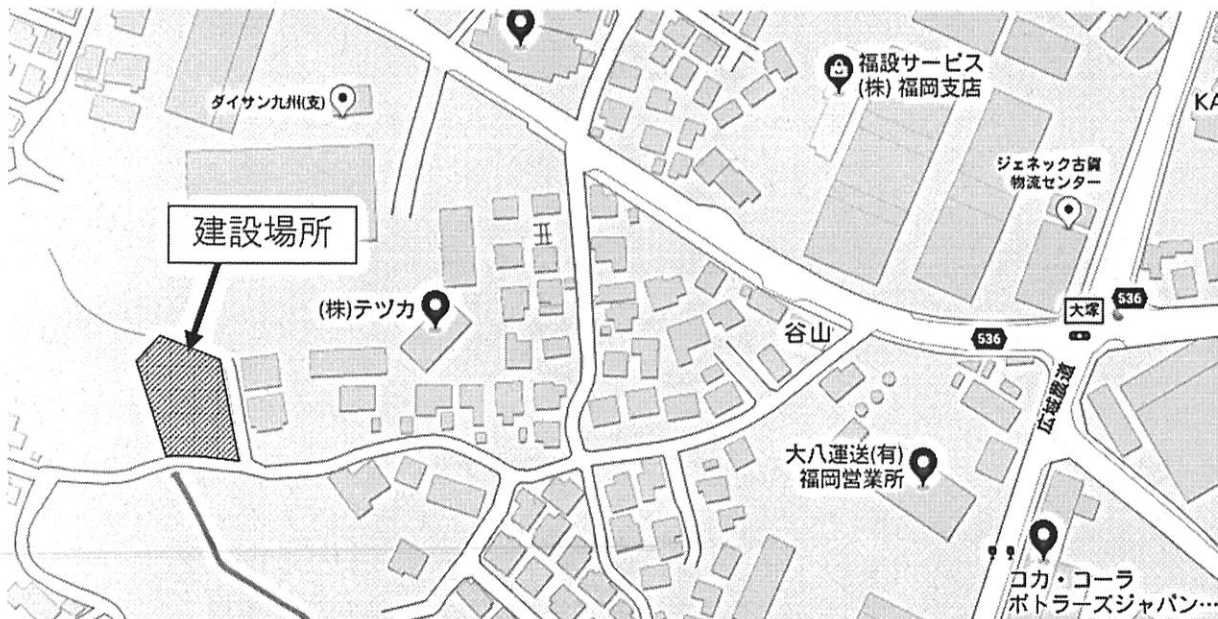 福設サービス
(株) 福岡支店
KA
ダイサン九州(支)
ジェネック古賀
物流センター
建設場所
(株)テヅカ
谷山
536
大塚
536
広域農道
大八運送(有)
福岡営業所
コカ・コーラ
ボトラーズジャパン…